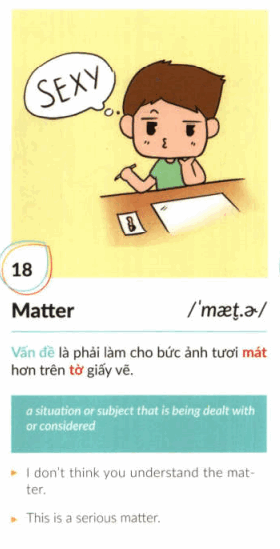 SEXY
18
Matter /ˈmæt̬.ɚ/
Vấn đề là phải làm cho bức ảnh tươi mát
hơn trên tờ giấy vẽ.
a situation or subject that is being dealt with
or considered
I don't think you understand the mat-
ter.
This is a serious matter.